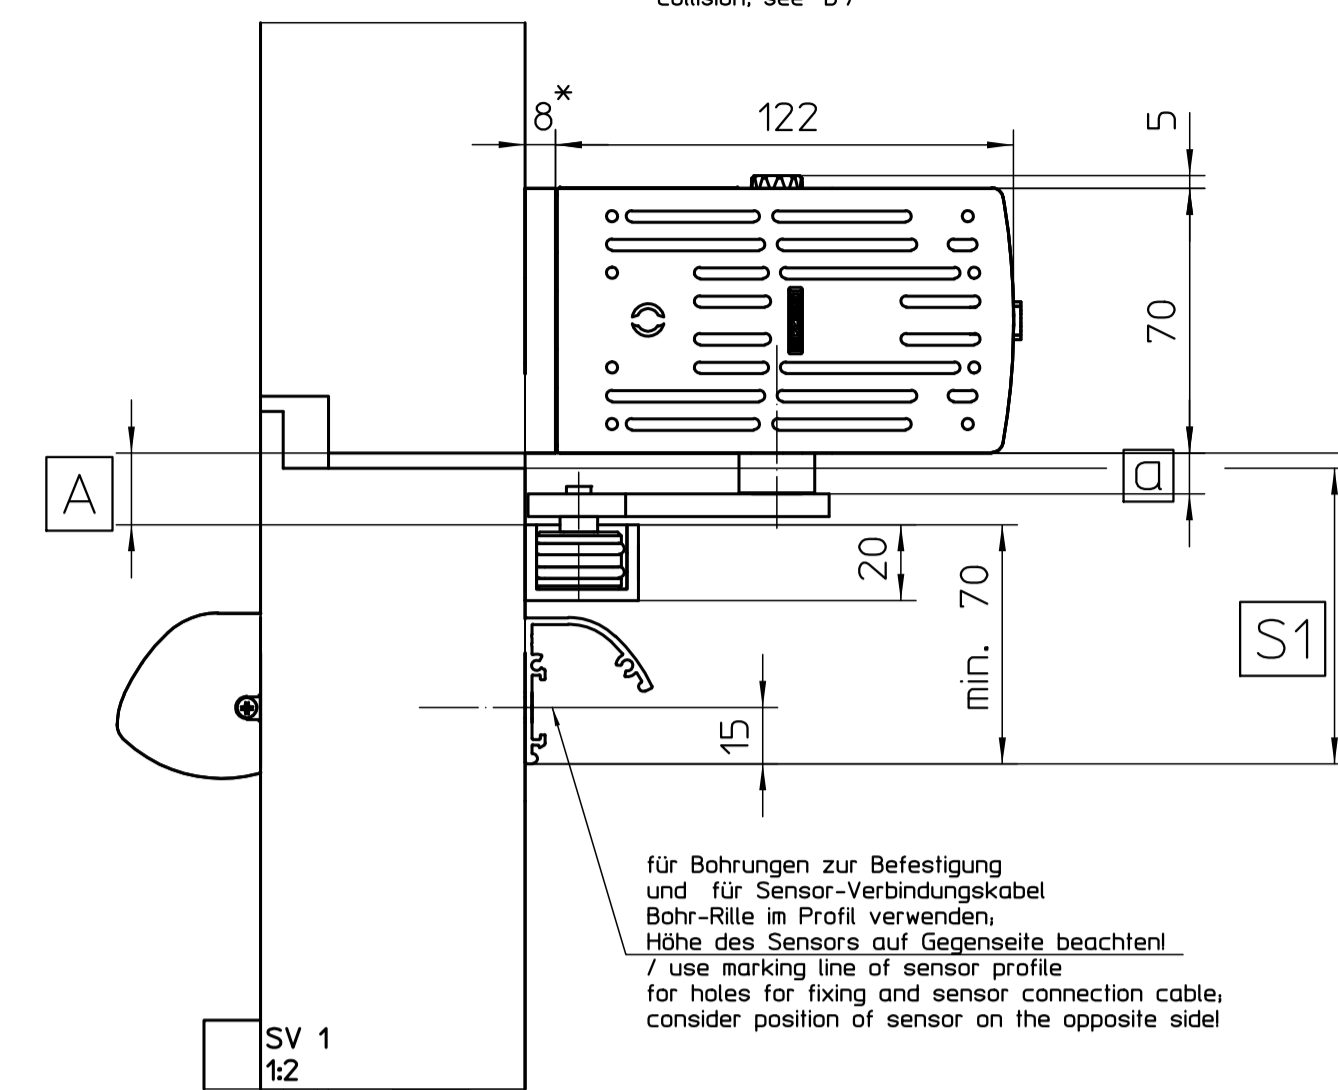 8*
122
5
70
A
a
20
min. 70
S1
15
für Bohrungen zur Befestigung
und für Sensor-Verbindungskabel
Bohr-Rille im Profil verwenden;
Höhe des Sensors auf Gegenseite beachten!
/ use marking line of sensor profile
for holes for fixing and sensor connection cable;
consider position of sensor on the opposite side!
SV 1
1:2